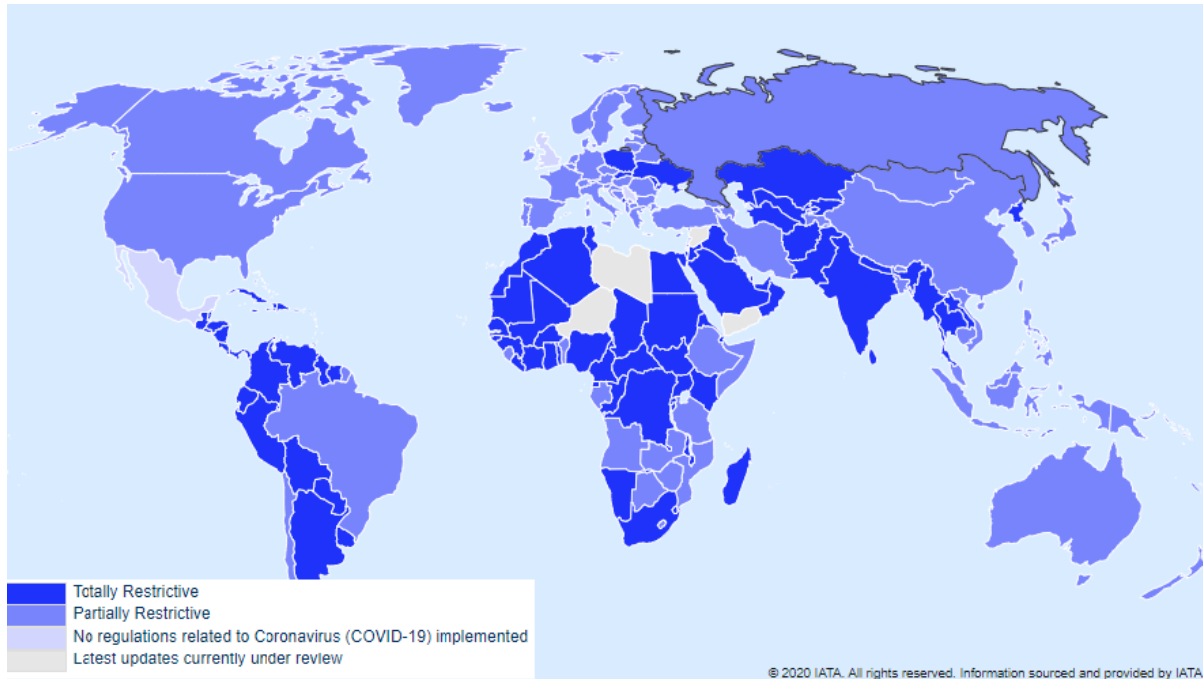 Totally Restrictive
Partially Restrictive
No regulations related to Coronavirus (COVID-19) implemented
Latest updates currently under review
© 2020 IATA. All rights reserved. Information sourced and provided by IATA